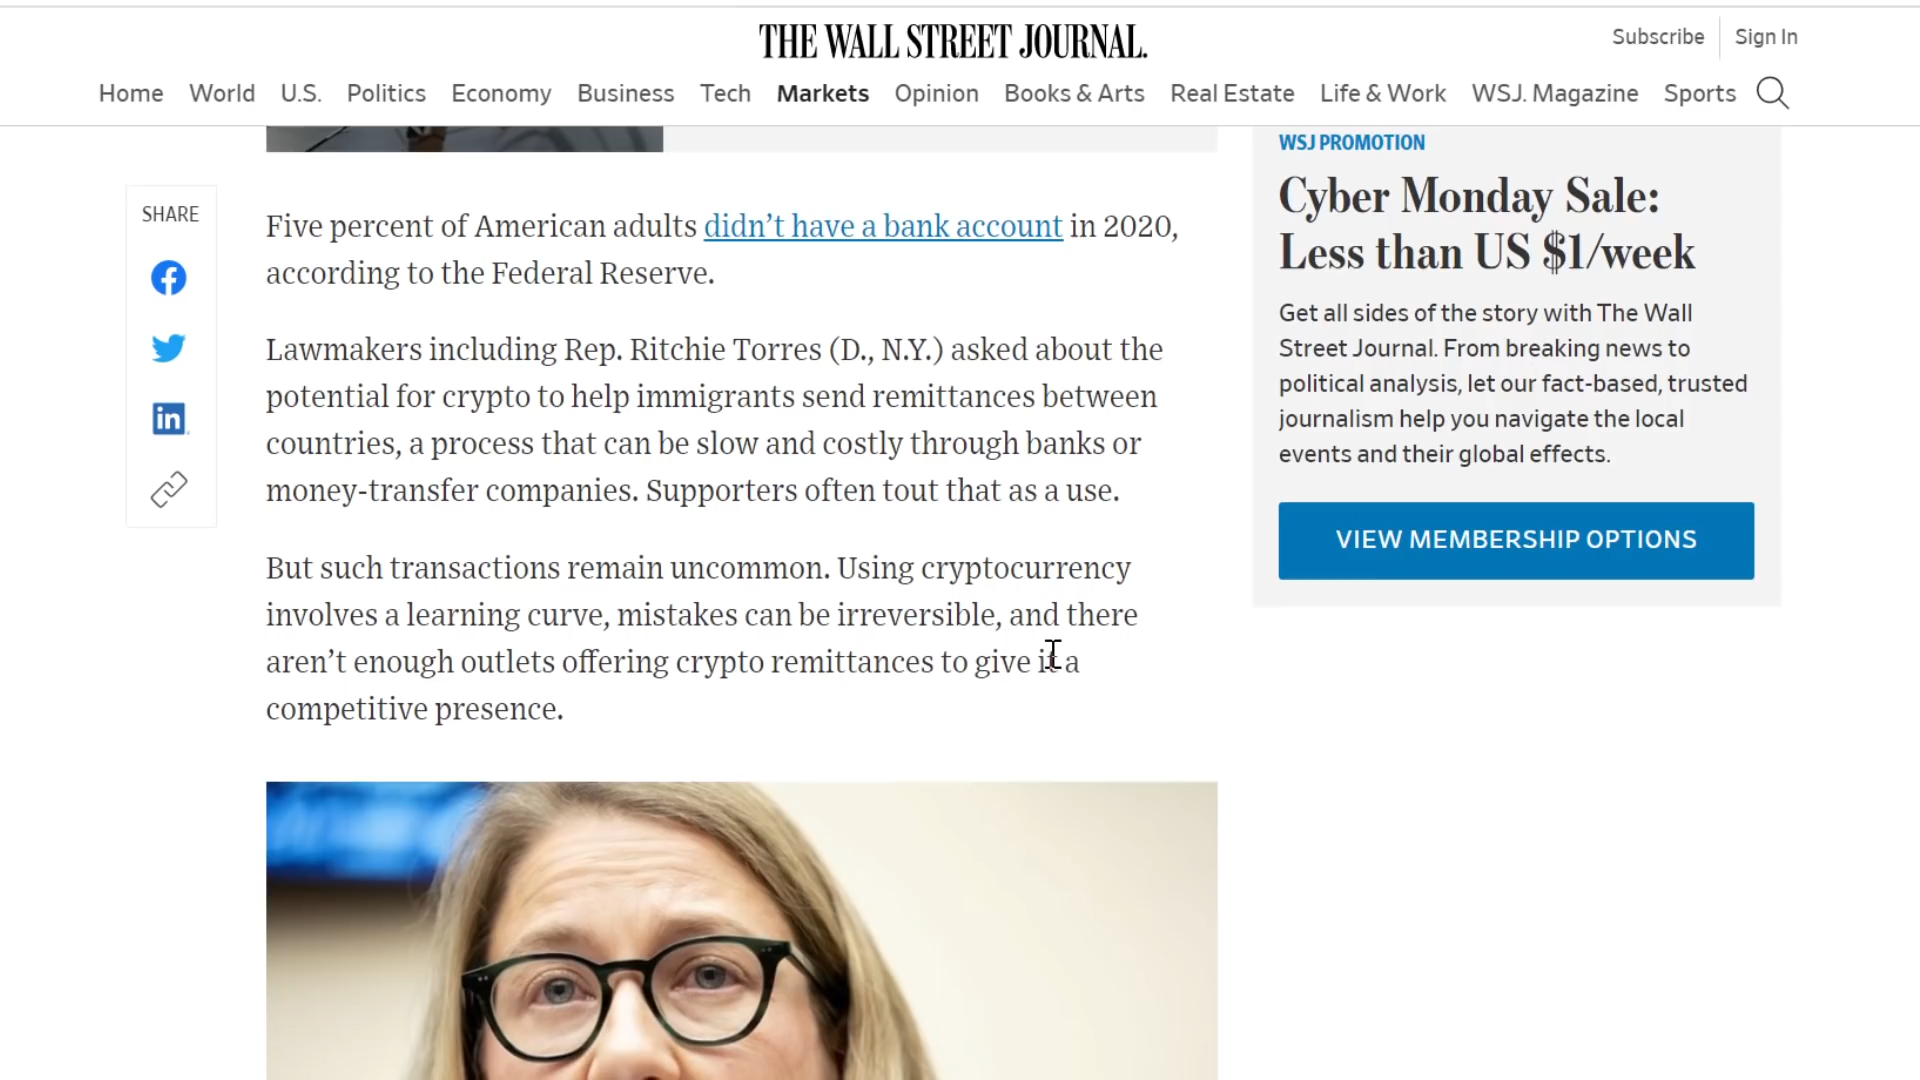 THE WALL STREET JOURNAL.
Subscribe
Sign In
Home World U.S. Politics Economy Business Tech Markets Opinion Books & Arts Real Estate Life & Work WSJ. Magazine Sports
SHARE
Five percent of American adults didn’t have a bank account in 2020,
according to the Federal Reserve.
Lawmakers including Rep. Ritchie Torres (D., N.Y.) asked about the
potential for crypto to help immigrants send remittances between
countries, a process that can be slow and costly through banks or
money-transfer companies. Supporters often tout that as a use.
But such transactions remain uncommon. Using cryptocurrency
involves a learning curve, mistakes can be irreversible, and there
aren’t enough outlets offering crypto remittances to give it a
competitive presence.
WSJ PROMOTION
Cyber Monday Sale:
Less than US $1/week
Get all sides of the story with The Wall
Street Journal. From breaking news to
political analysis, let our fact-based, trusted
journalism help you navigate the local
events and their global effects.
VIEW MEMBERSHIP OPTIONS